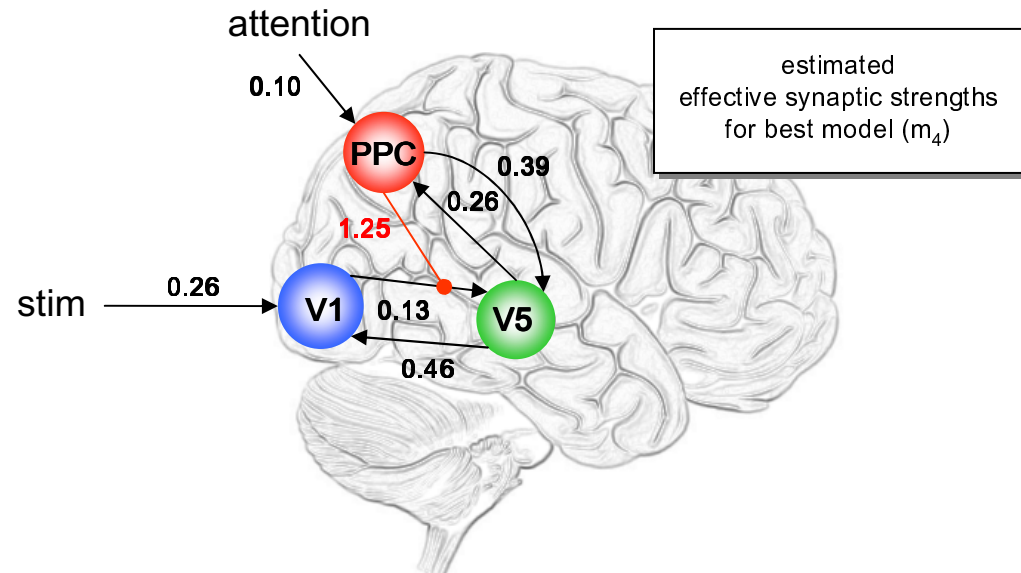 attention
0.10
estimated
effective synaptic strengths
for best model (m₄)
PPC
0.39
0.26
1.25
0.26
stim
V1
0.13
V5
0.46